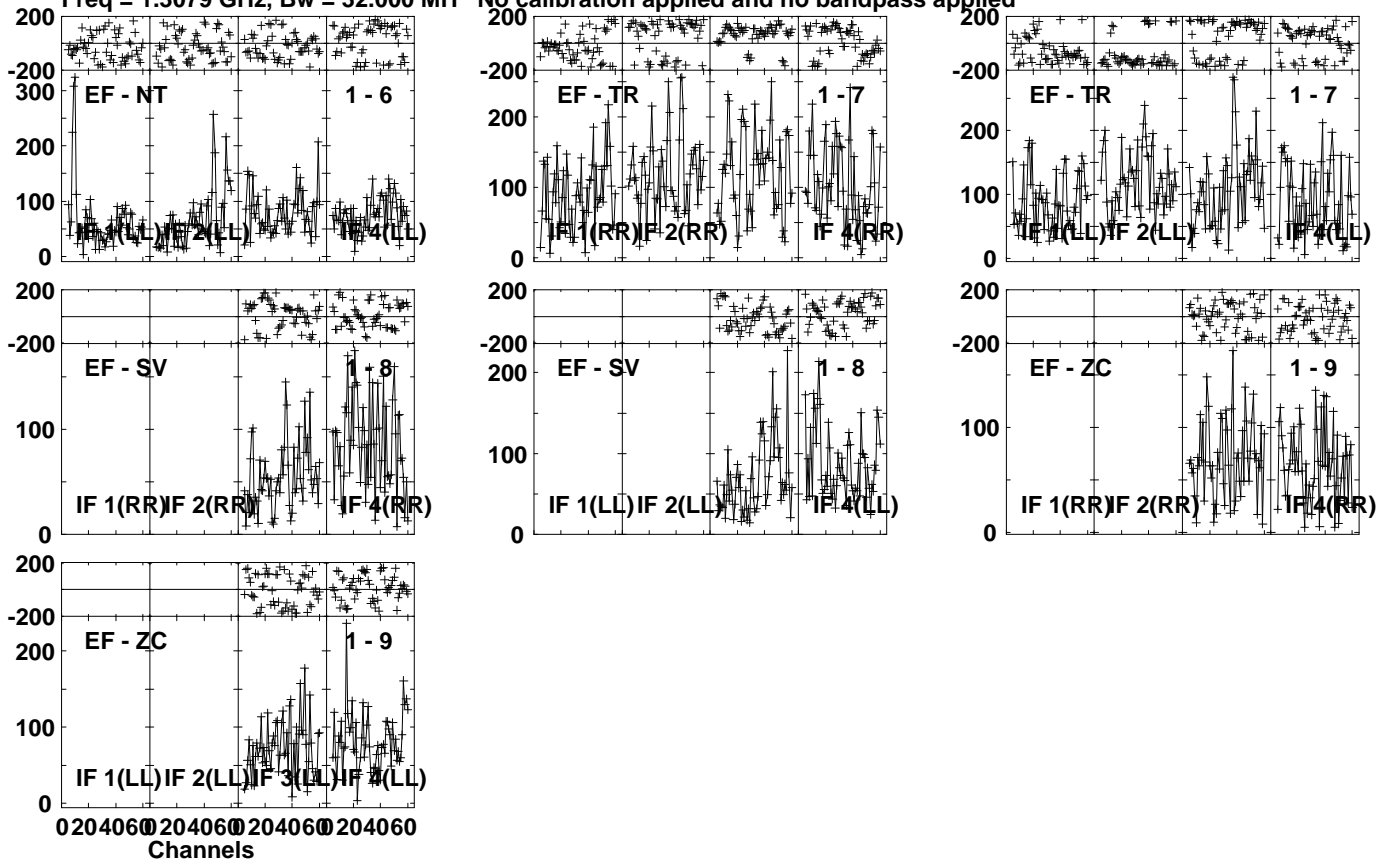 Freq = GHz, Bw = 32.000 MH No calibration applied and no bandpass applied
200
-200
300
200
100
0
EF - NT 1 - 6
IF 1(LL) IF 2(LL) IF 4(LL)
200
-200
200
100
0
EF - TR 1 - 7
IF 1(RR) IF 2(RR) IF 4(RR)
200
-200
200
100
0
EF - TR 1 - 7
IF 1(LL) IF 2(LL) IF 4(LL)
200
-200
100
0
EF - SV 1 - 8
IF 1(RR) IF 2(RR) IF 4(RR)
200
-200
200
100
0
EF - SV 1 - 8
IF 1(LL) IF 2(LL) IF 4(LL)
200
-200
100
0
EF - ZC 1 - 9
IF 1(RR) IF 2(RR) IF 4(RR)
200
-200
200
100
0
EF - ZC 1 - 9
IF 1(LL) IF 2(LL) IF 3(LL) IF 4(LL)
0 20 40 60 0 20 40 60 0 20 40 60 0 20 40 60
Channels